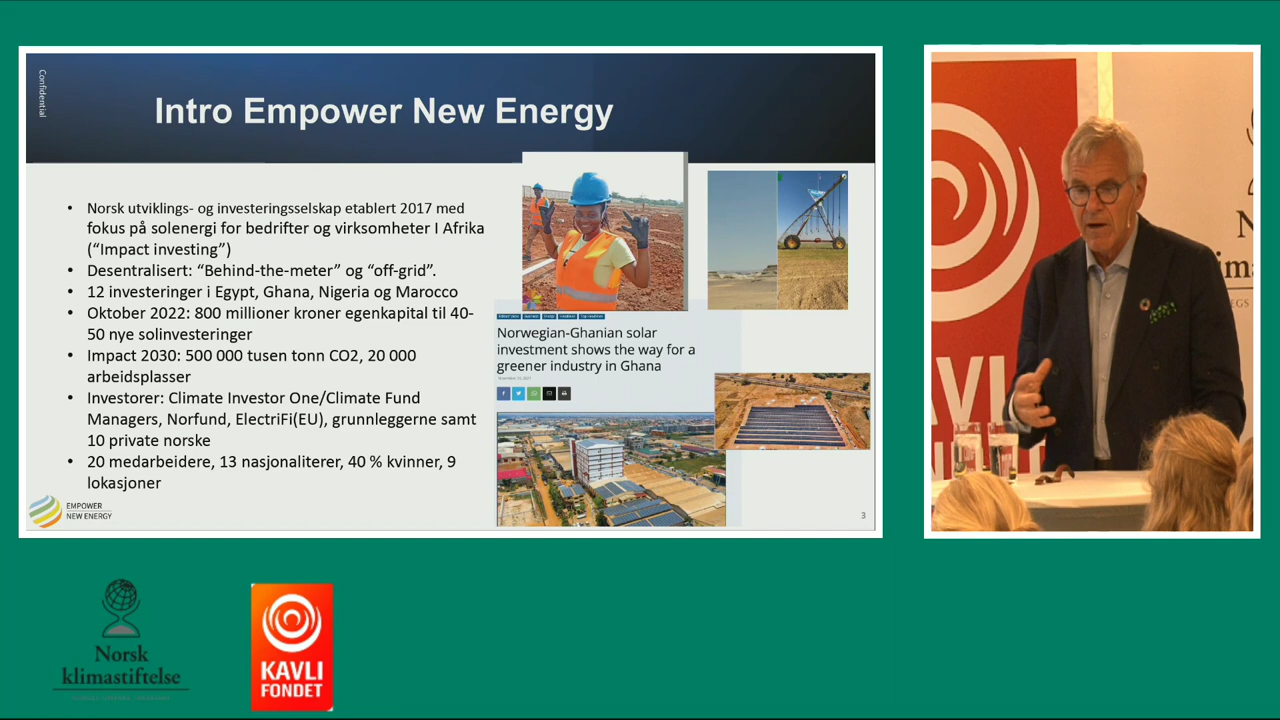 Confidential
Intro Empower New Energy
• Norsk utviklings- og investeringsselskap etablert 2017 med
fokus på solenergi for bedrifter og virksomheter I Afrika
(“Impact investing”)
• Desentralisert: “Behind-the-meter” og “off-grid”.
• 12 investeringer i Egypt, Ghana, Nigeria og Marocco
• Oktober 2022: 800 millioner kroner egenkapital til 40-
50 nye solinvesteringer
• Impact 2030: 500 000 tusen tonn CO2, 20 000
arbeidsplasser
• Investorer: Climate Investor One/Climate Fund
Managers, Norfund, ElectriFi(EU), grunnleggerne samt
10 private norske
• 20 medarbeidere, 13 nasjonaliterer, 40 % kvinner, 9
lokasjoner
Norwegian-Ghanian solar
investment shows the way for a
greener industry in Ghana
EMPOWER
NEW ENERGY
3
Norsk
klimastiftelse
KAVLI
FONDET